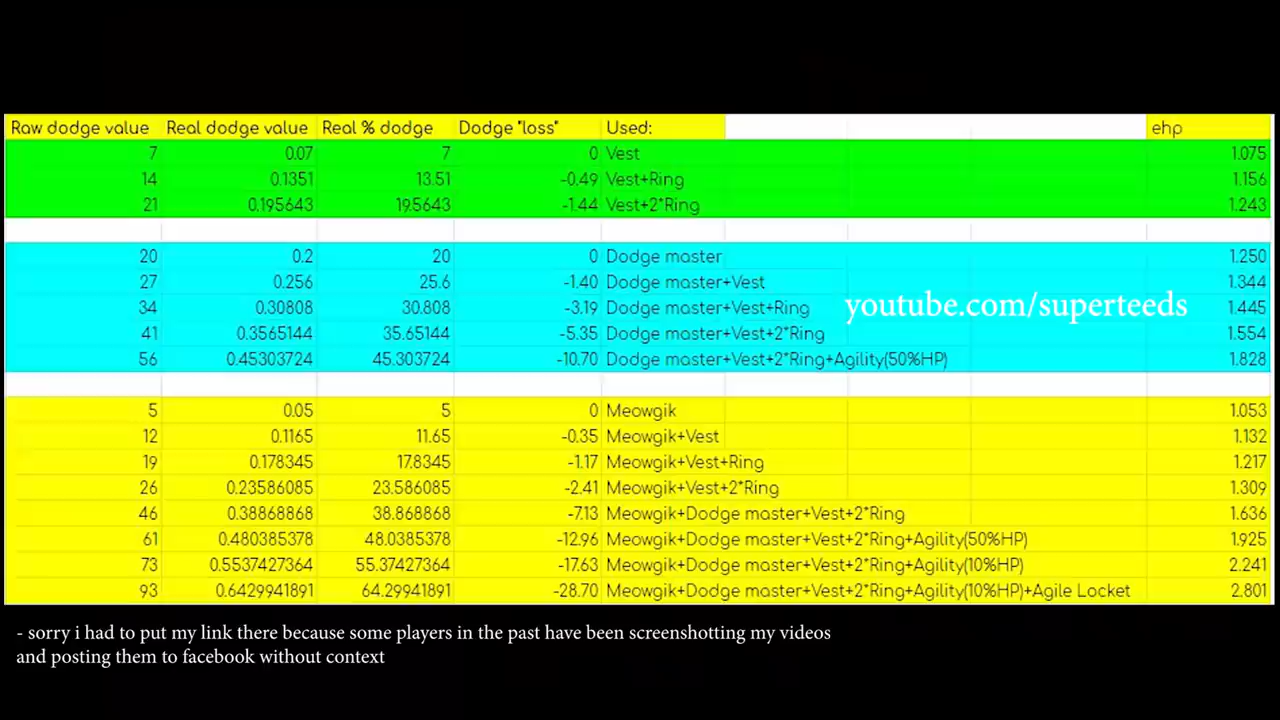 Raw dodge value Real dodge value Real % dodge Dodge "loss" Used: ehp
7 0.07 7 0 Vest 1.075
14 0.1351 13.51 -0.49 Vest+Ring 1.156
21 0.195643 19.5643 -1.44 Vest+2*Ring 1.243
20 0.2 20 0 Dodge master 1.250
27 0.256 25.6 -1.40 Dodge master+Vest 1.344
34 0.30808 30.808 -3.19 Dodge master+Vest+Ring 1.445
youtube.com/superteeds
41 0.3565144 35.65144 -5.35 Dodge master+Vest+2*Ring 1.554
56 0.45303724 45.303724 -10.70 Dodge master+Vest+2*Ring+Agility(50%HP) 1.828
5 0.05 5 0 Meowgik 1.053
12 0.1165 11.65 -0.35 Meowgik+Vest 1.132
19 0.178345 17.8345 -1.17 Meowgik+Vest+Ring 1.217
26 0.23586085 23.586085 -2.41 Meowgik+Vest+2*Ring 1.309
46 0.38868868 38.868868 -7.13 Meowgik+Dodge master+Vest+2*Ring 1.636
61 0.480385378 48.0385378 -12.96 Meowgik+Dodge master+Vest+2*Ring+Agility(50%HP) 1.925
73 0.5537427364 55.37427364 -17.63 Meowgik+Dodge master+Vest+2*Ring+Agility(10%HP) 2.241
93 0.6429941891 64.29941891 -28.70 Meowgik+Dodge master+Vest+2*Ring+Agility(10%HP)+Agile Locket 2.801
- sorry i had to put my link there because some players in the past have been screenshotting my videos
and posting them to facebook without context